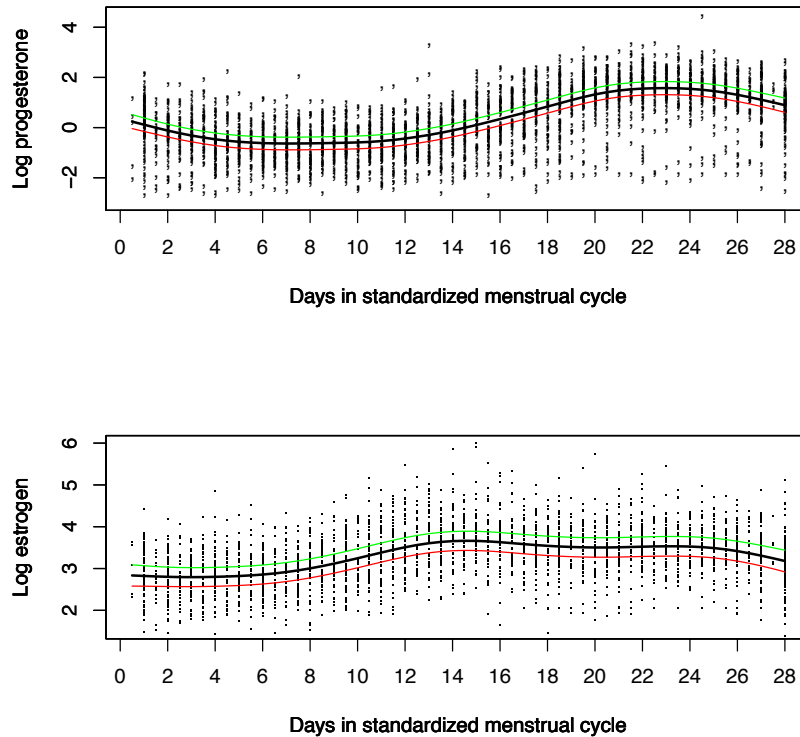 Log progesterone
4
2
0
−2
0 2 4 6 8 10 12 14 16 18 20 22 24 26 28
Days in standardized menstrual cycle
Log estrogen
6
5
4
3
2
0 2 4 6 8 10 12 14 16 18 20 22 24 26 28
Days in standardized menstrual cycle